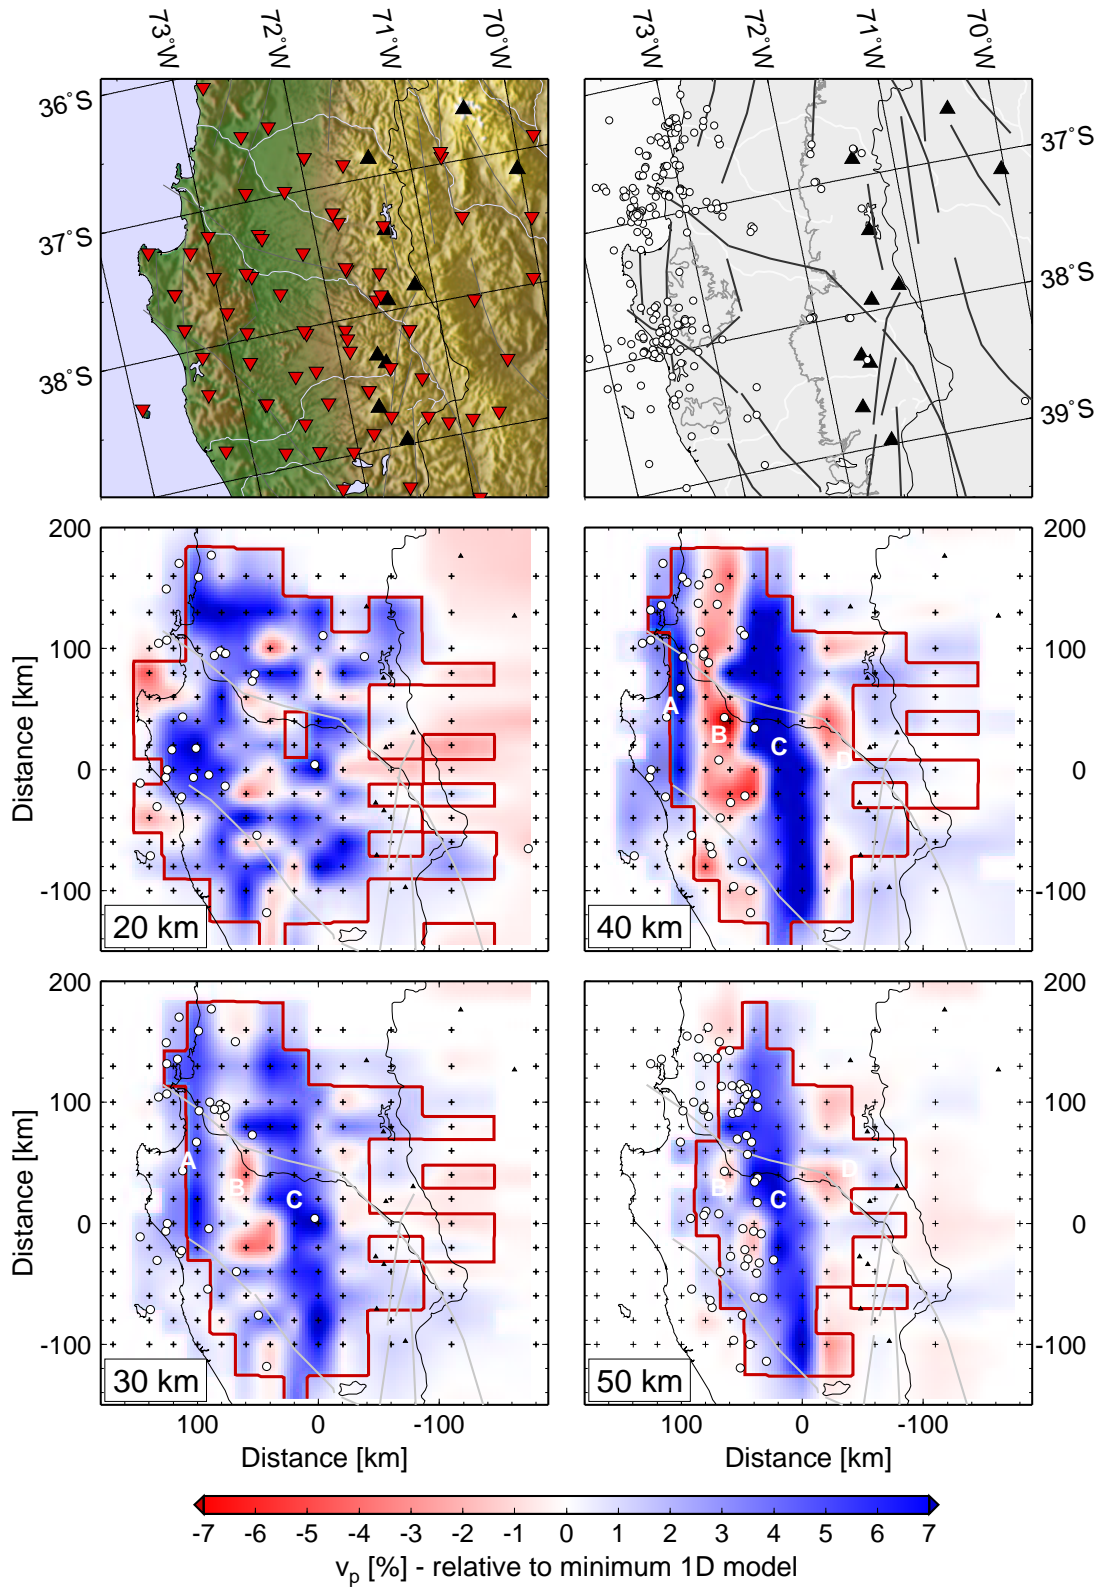 73°W 72°W 71°W 70°W 73°W 72°W 71°W 70°W
36°S
37°S
38°S
37°S
38°S
39°S
200
100
0
-100
Distance [km]
20 km
200
100
0
-100
A
B
C
D
40 km
200
100
0
-100
Distance [km]
A
B
C
30 km
100 0 -100
Distance [km]
200
100
0
-100
B
C
D
50 km
100 0 -100
Distance [km]
-7 -6 -5 -4 -3 -2 -1 0 1 2 3 4 5 6 7
vp [%] - relative to minimum 1D model